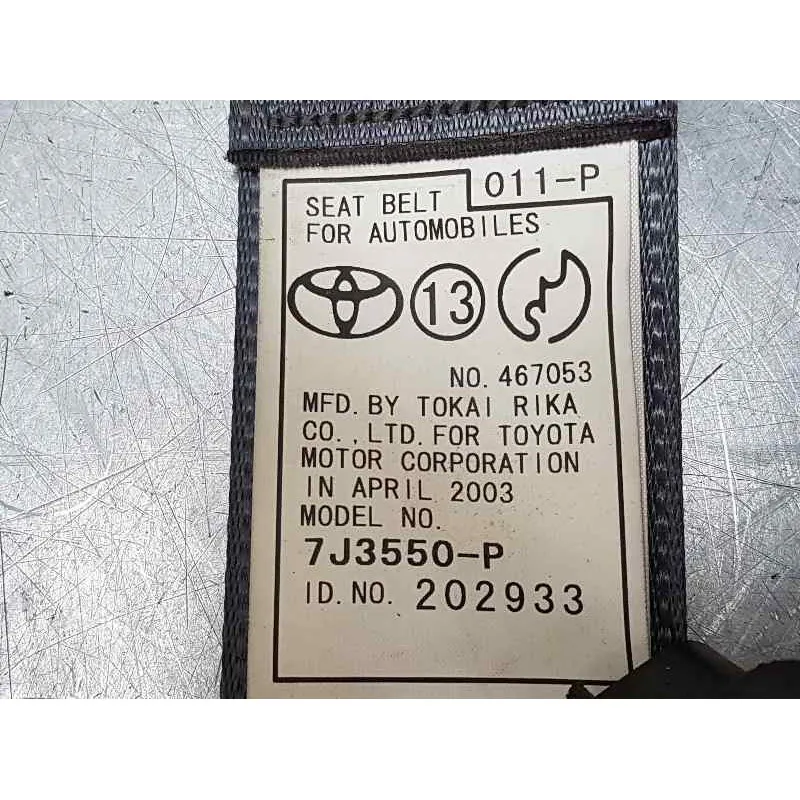 011-P
SEAT BELT
FOR AUTOMOBILES
13
NO. 467053
MFD. BY TOKAI RIKA
CO., LTD. FOR TOYOTA
MOTOR CORPORATION
IN APRIL 2003
MODEL NO.
7J3550-P
ID. NO. 202933